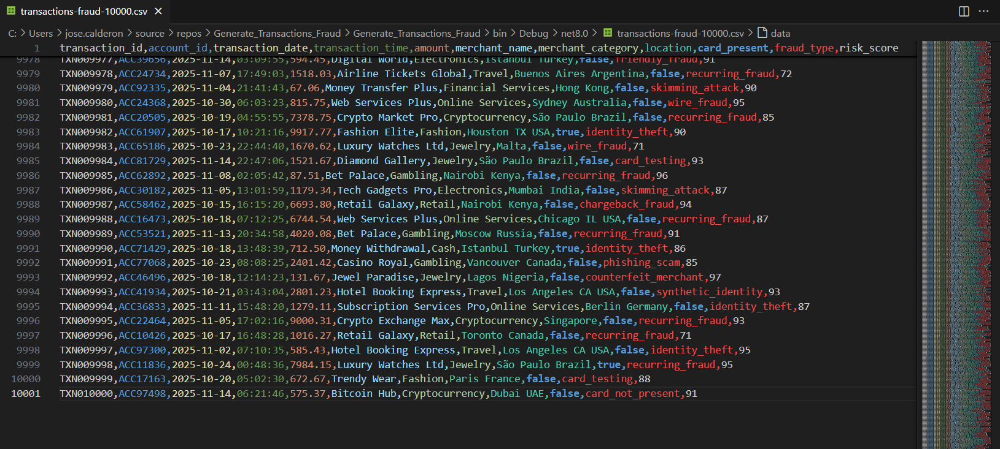 transactions-fraud-10000.csv
C: > Users > jose.calderon > source > repos > Generate_Transactions_Fraud > Generate_Transactions_Fraud > bin > Debug > net8.0 > transactions-fraud-10000.csv > data
1 transaction_id,account_id,transaction_date,transaction_time,amount,merchant_name,merchant_category,location,card_present,fraud_type,risk_score
9978 TXN009977,ACC39656,2025-11-14,03:09:55,594.45,Digital World,Electronics,Istanbul Turkey,false,friendly_fraud,91
9979 TXN009978,ACC24734,2025-11-07,17:49:03,1518.03,Airline Tickets Global,Travel,Buenos Aires Argentina,false,recurring_fraud,72
9980 TXN009979,ACC92335,2025-11-04,21:41:43,67.06,Money Transfer Plus,Financial Services,Hong Kong,false,skimming_attack,90
9981 TXN009980,ACC24368,2025-10-30,06:03:23,815.75,Web Services Plus,Online Services,Sydney Australia,false,wire_fraud,95
9982 TXN009981,ACC20505,2025-10-19,04:55:55,7378.75,Crypto Market Pro,Cryptocurrency,São Paulo Brazil,false,recurring_fraud,85
9983 TXN009982,ACC61907,2025-10-17,10:21:16,9917.77,Fashion Elite,Fashion,Houston TX USA,true,identity_theft,90
9984 TXN009983,ACC65186,2025-10-23,22:44:40,1670.62,Luxury Watches Ltd,Jewelry,Malta,false,wire_fraud,71
9985 TXN009984,ACC81729,2025-11-14,22:47:06,1521.67,Diamond Gallery,Jewelry,São Paulo Brazil,false,card_testing,93
9986 TXN009985,ACC62892,2025-11-08,02:05:42,87.51,Bet Palace,Gambling,Nairobi Kenya,false,recurring_fraud,96
9987 TXN009986,ACC30182,2025-11-05,13:01:59,1179.34,Tech Gadgets Pro,Electronics,Mumbai India,false,skimming_attack,87
9988 TXN009987,ACC58462,2025-10-15,16:15:20,6693.80,Retail Galaxy,Retail,Nairobi Kenya,false,chargeback_fraud,94
9989 TXN009988,ACC16473,2025-10-18,07:12:25,6744.54,Web Services Plus,Online Services,Chicago IL USA,false,recurring_fraud,87
9990 TXN009989,ACC53521,2025-11-13,20:34:58,4020.08,Bet Palace,Gambling,Moscow Russia,false,recurring_fraud,91
9991 TXN009990,ACC71429,2025-10-18,13:48:39,712.50,Money Withdrawal,Cash,Istanbul Turkey,true,identity_theft,86
9992 TXN009991,ACC77068,2025-10-23,08:08:25,2401.42,Casino Royal,Gambling,Vancouver Canada,false,phishing_scam,85
9993 TXN009992,ACC46496,2025-10-18,12:14:23,131.67,Jewel Paradise,Jewelry,Lagos Nigeria,false,counterfeit_merchant,97
9994 TXN009993,ACC41934,2025-10-21,03:43:04,2801.23,Hotel Booking Express,Travel,Los Angeles CA USA,false,synthetic_identity,93
9995 TXN009994,ACC36833,2025-11-11,15:48:20,1279.11,Subscription Services Pro,Online Services,Berlin Germany,false,identity_theft,87
9996 TXN009995,ACC22464,2025-11-05,17:02:16,9000.31,Crypto Exchange Max,Cryptocurrency,Singapore,false,recurring_fraud,93
9997 TXN009996,ACC10426,2025-10-17,16:48:28,1016.27,Retail Galaxy,Retail,Toronto Canada,false,recurring_fraud,71
9998 TXN009997,ACC97300,2025-11-02,07:10:35,585.43,Hotel Booking Express,Travel,Los Angeles CA USA,false,identity_theft,95
9999 TXN009998,ACC11836,2025-10-24,00:48:36,7984.15,Luxury Watches Ltd,Jewelry,São Paulo Brazil,true,recurring_fraud,95
10000 TXN009999,ACC17163,2025-10-20,05:02:30,672.67,Trendy Wear,Fashion,Paris France,false,card_testing,88
10001 TXN010000,ACC97498,2025-11-14,06:21:46,575.37,Bitcoin Hub,Cryptocurrency,Dubai UAE,false,card_not_present,91